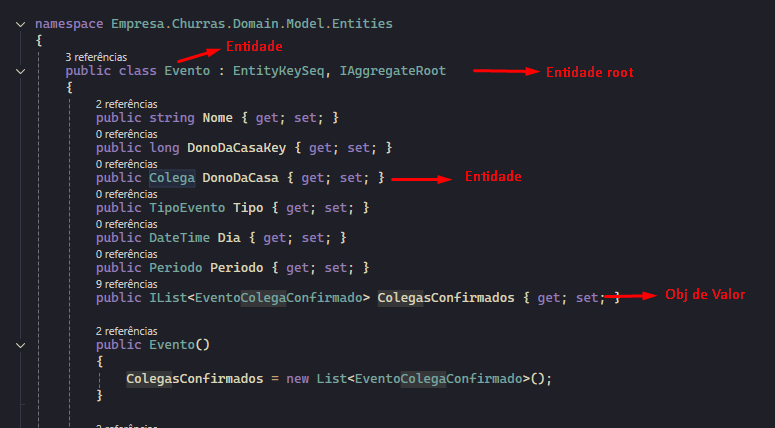 namespace Empresa.Churras.Domain.Model.Entities
{
3 referências
Entidade
public class Evento : EntityKeySeq, IAggregateRoot
Entidade root
{
2 referências
public string Nome { get; set; }
0 referências
public long DonoDaCasaKey { get; set; }
0 referências
public Colega DonoDaCasa { get; set; }
Entidade
0 referências
public TipoEvento Tipo { get; set; }
0 referências
public DateTime Dia { get; set; }
0 referências
public Periodo Periodo { get; set; }
9 referências
public IList<EventoColegaConfirmado> ColegasConfirmados { get; set; }
Obj de Valor
2 referências
public Evento()
{
ColegasConfirmados = new List<EventoColegaConfirmado>();
}
2 referências